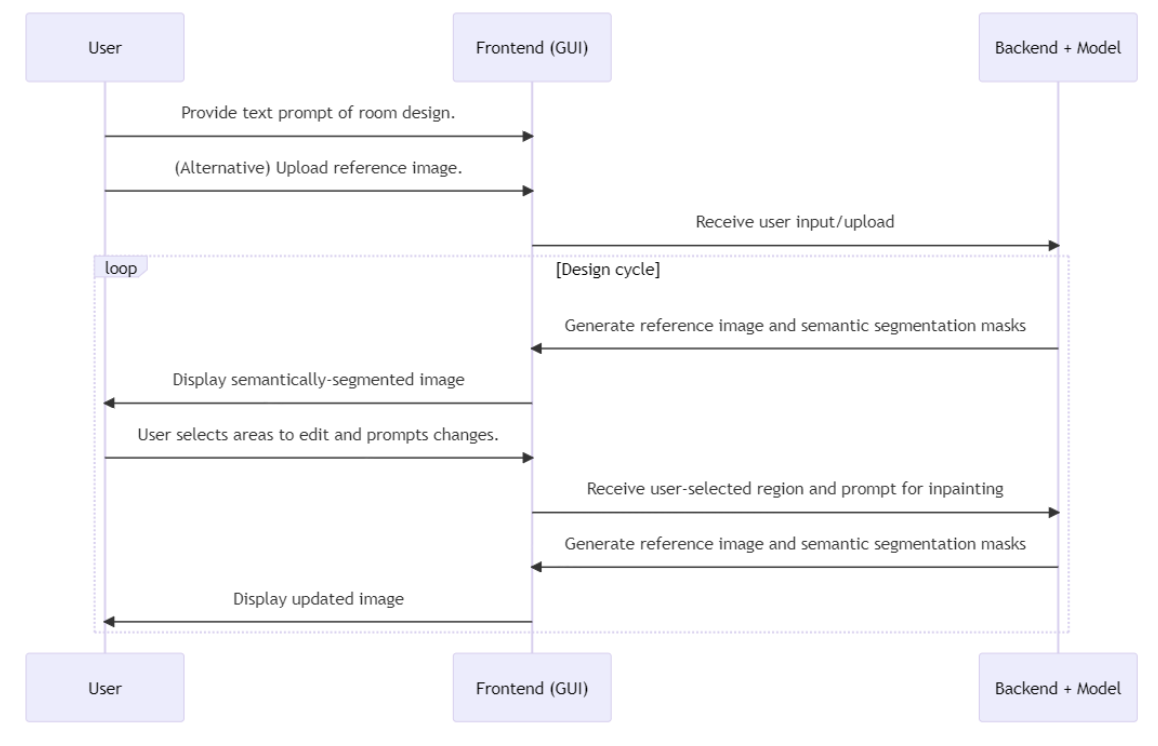 User
Frontend (GUI)
Backend + Model
Provide text prompt of room design.
(Alternative) Upload reference image.
Receive user input/upload
loop
[Design cycle]
Generate reference image and semantic segmentation masks
Display semantically-segmented image
User selects areas to edit and prompts changes.
Receive user-selected region and prompt for inpainting
Generate reference image and semantic segmentation masks
Display updated image
User
Frontend (GUI)
Backend + Model